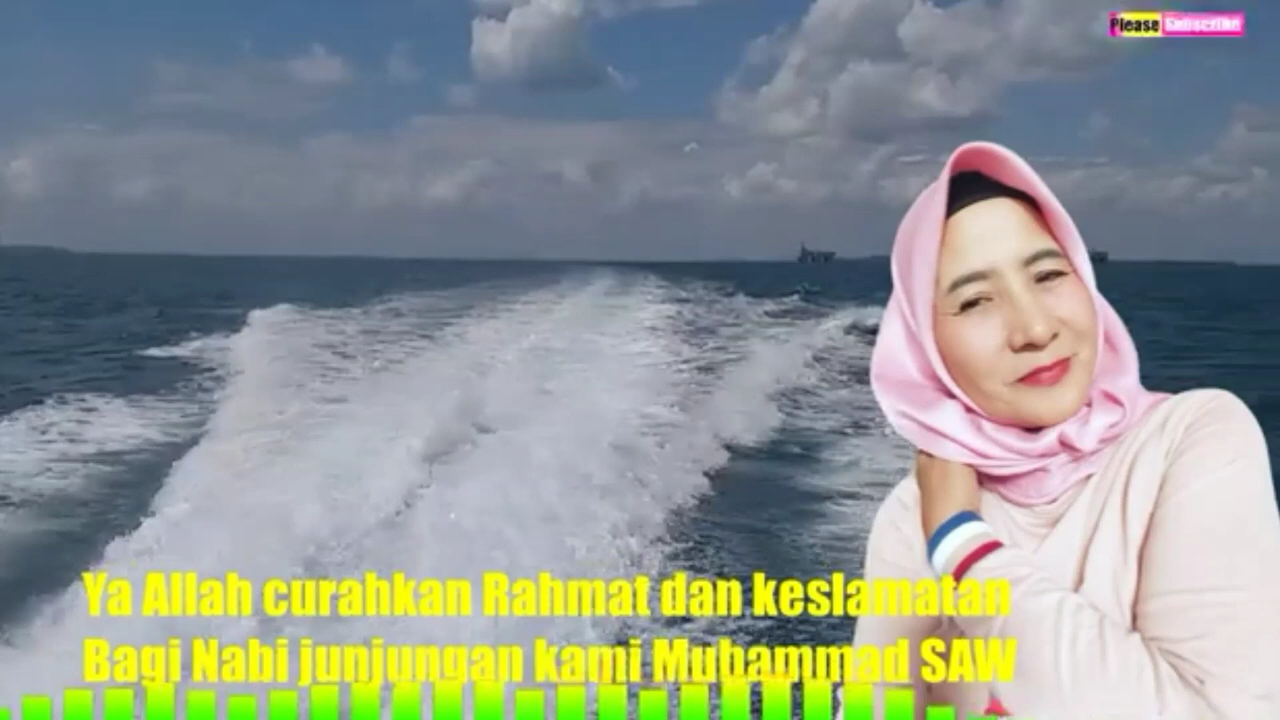 Please Subscribe
Ya Allah curahkan Rahmat dan keslamatan
Bagi Nabi junjungan kami Muhammad SAW